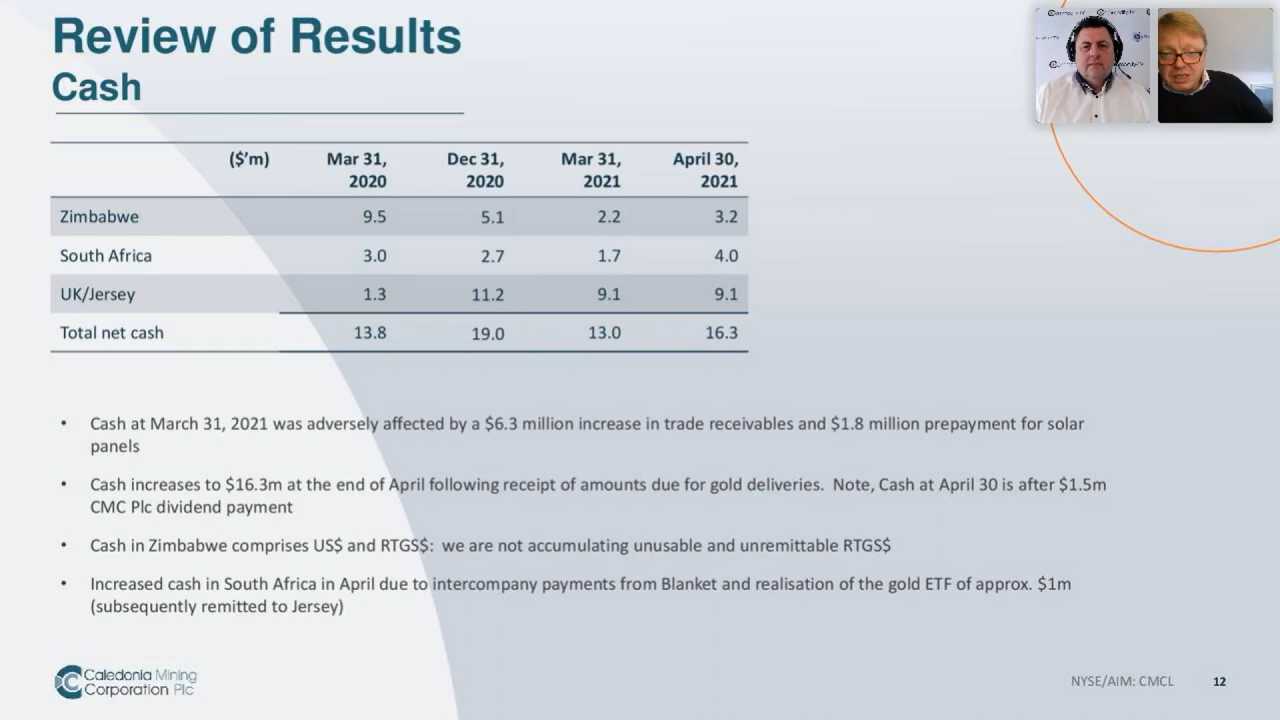 Review of Results
Cash
($'m) Mar 31, 2020 Dec 31, 2020 Mar 31, 2021 April 30, 2021
Zimbabwe 9.5 5.1 2.2 3.2
South Africa 3.0 2.7 1.7 4.0
UK/Jersey 1.3 11.2 9.1 9.1
Total net cash 13.8 19.0 13.0 16.3
• Cash at March 31, 2021 was adversely affected by a $6.3 million increase in trade receivables and $1.8 million prepayment for solar
panels
• Cash increases to $16.3m at the end of April following receipt of amounts due for gold deliveries. Note, Cash at April 30 is after $1.5m
CMC Plc dividend payment
• Cash in Zimbabwe comprises US$ and RTGS$: we are not accumulating unusable and unremittable RTGS$
• Increased cash in South Africa in April due to intercompany payments from Blanket and realisation of the gold ETF of approx. $1m
(subsequently remitted to Jersey)
Caledonia Mining
Corporation Plc
NYSE/AIM: CMCL 12